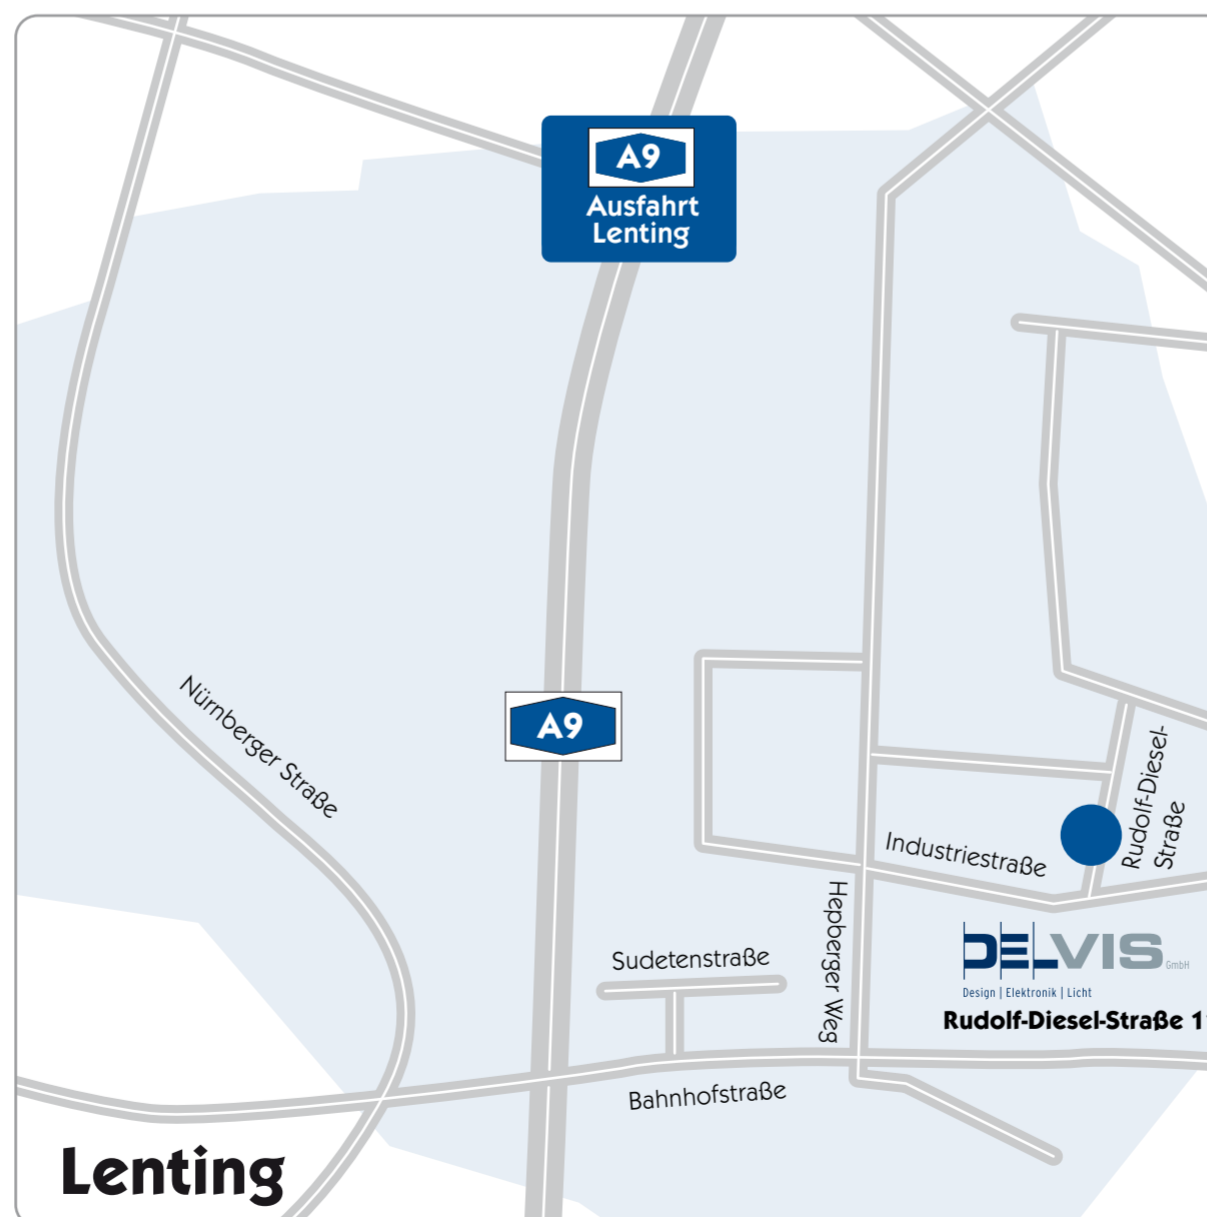 A9
Ausfahrt
Lenting
Nürnberger Straße
A9
Rudolf-Diesel-
Straße
Industriestraße
Hepberger Weg
Sudetenstraße
DELVIS GmbH
Design | Elektronik | Licht
Rudolf-Diesel-Straße 1
Bahnhofstraße
Lenting